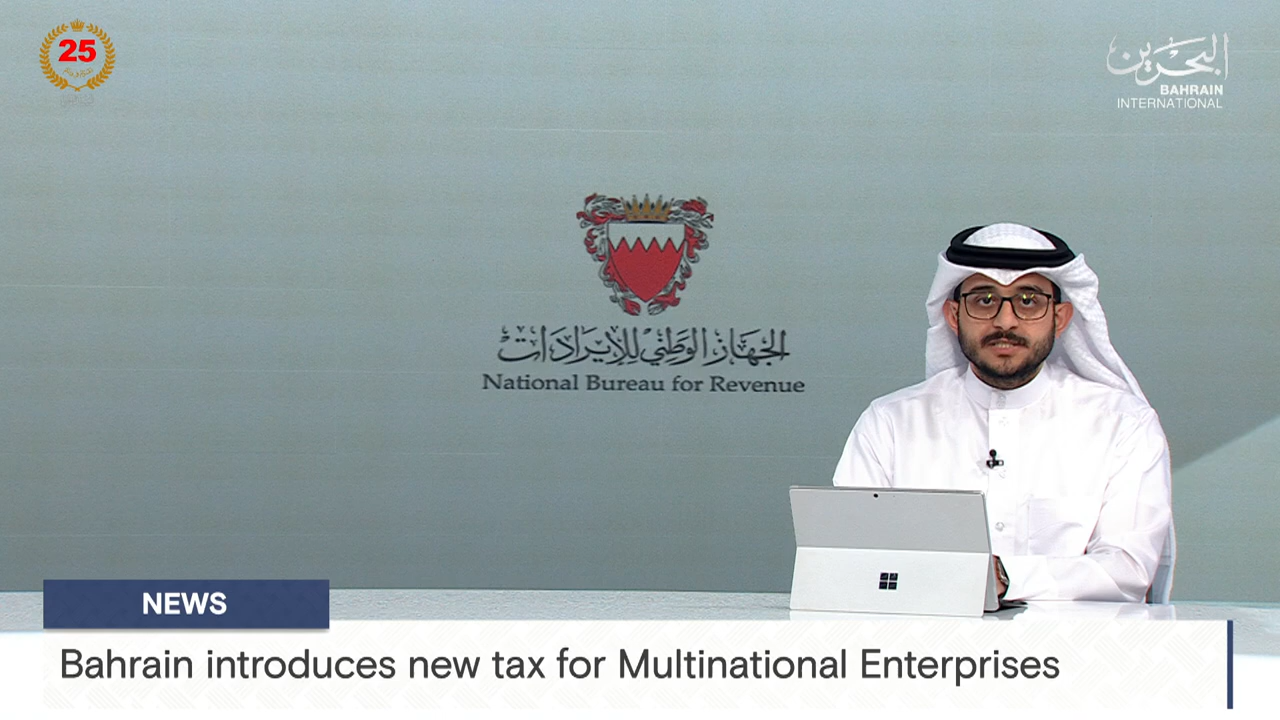 25
البحرين
BAHRAIN
INTERNATIONAL
الجهاز الوطني للإيرادات
National Bureau for Revenue
NEWS
Bahrain introduces new tax for Multinational Enterprises